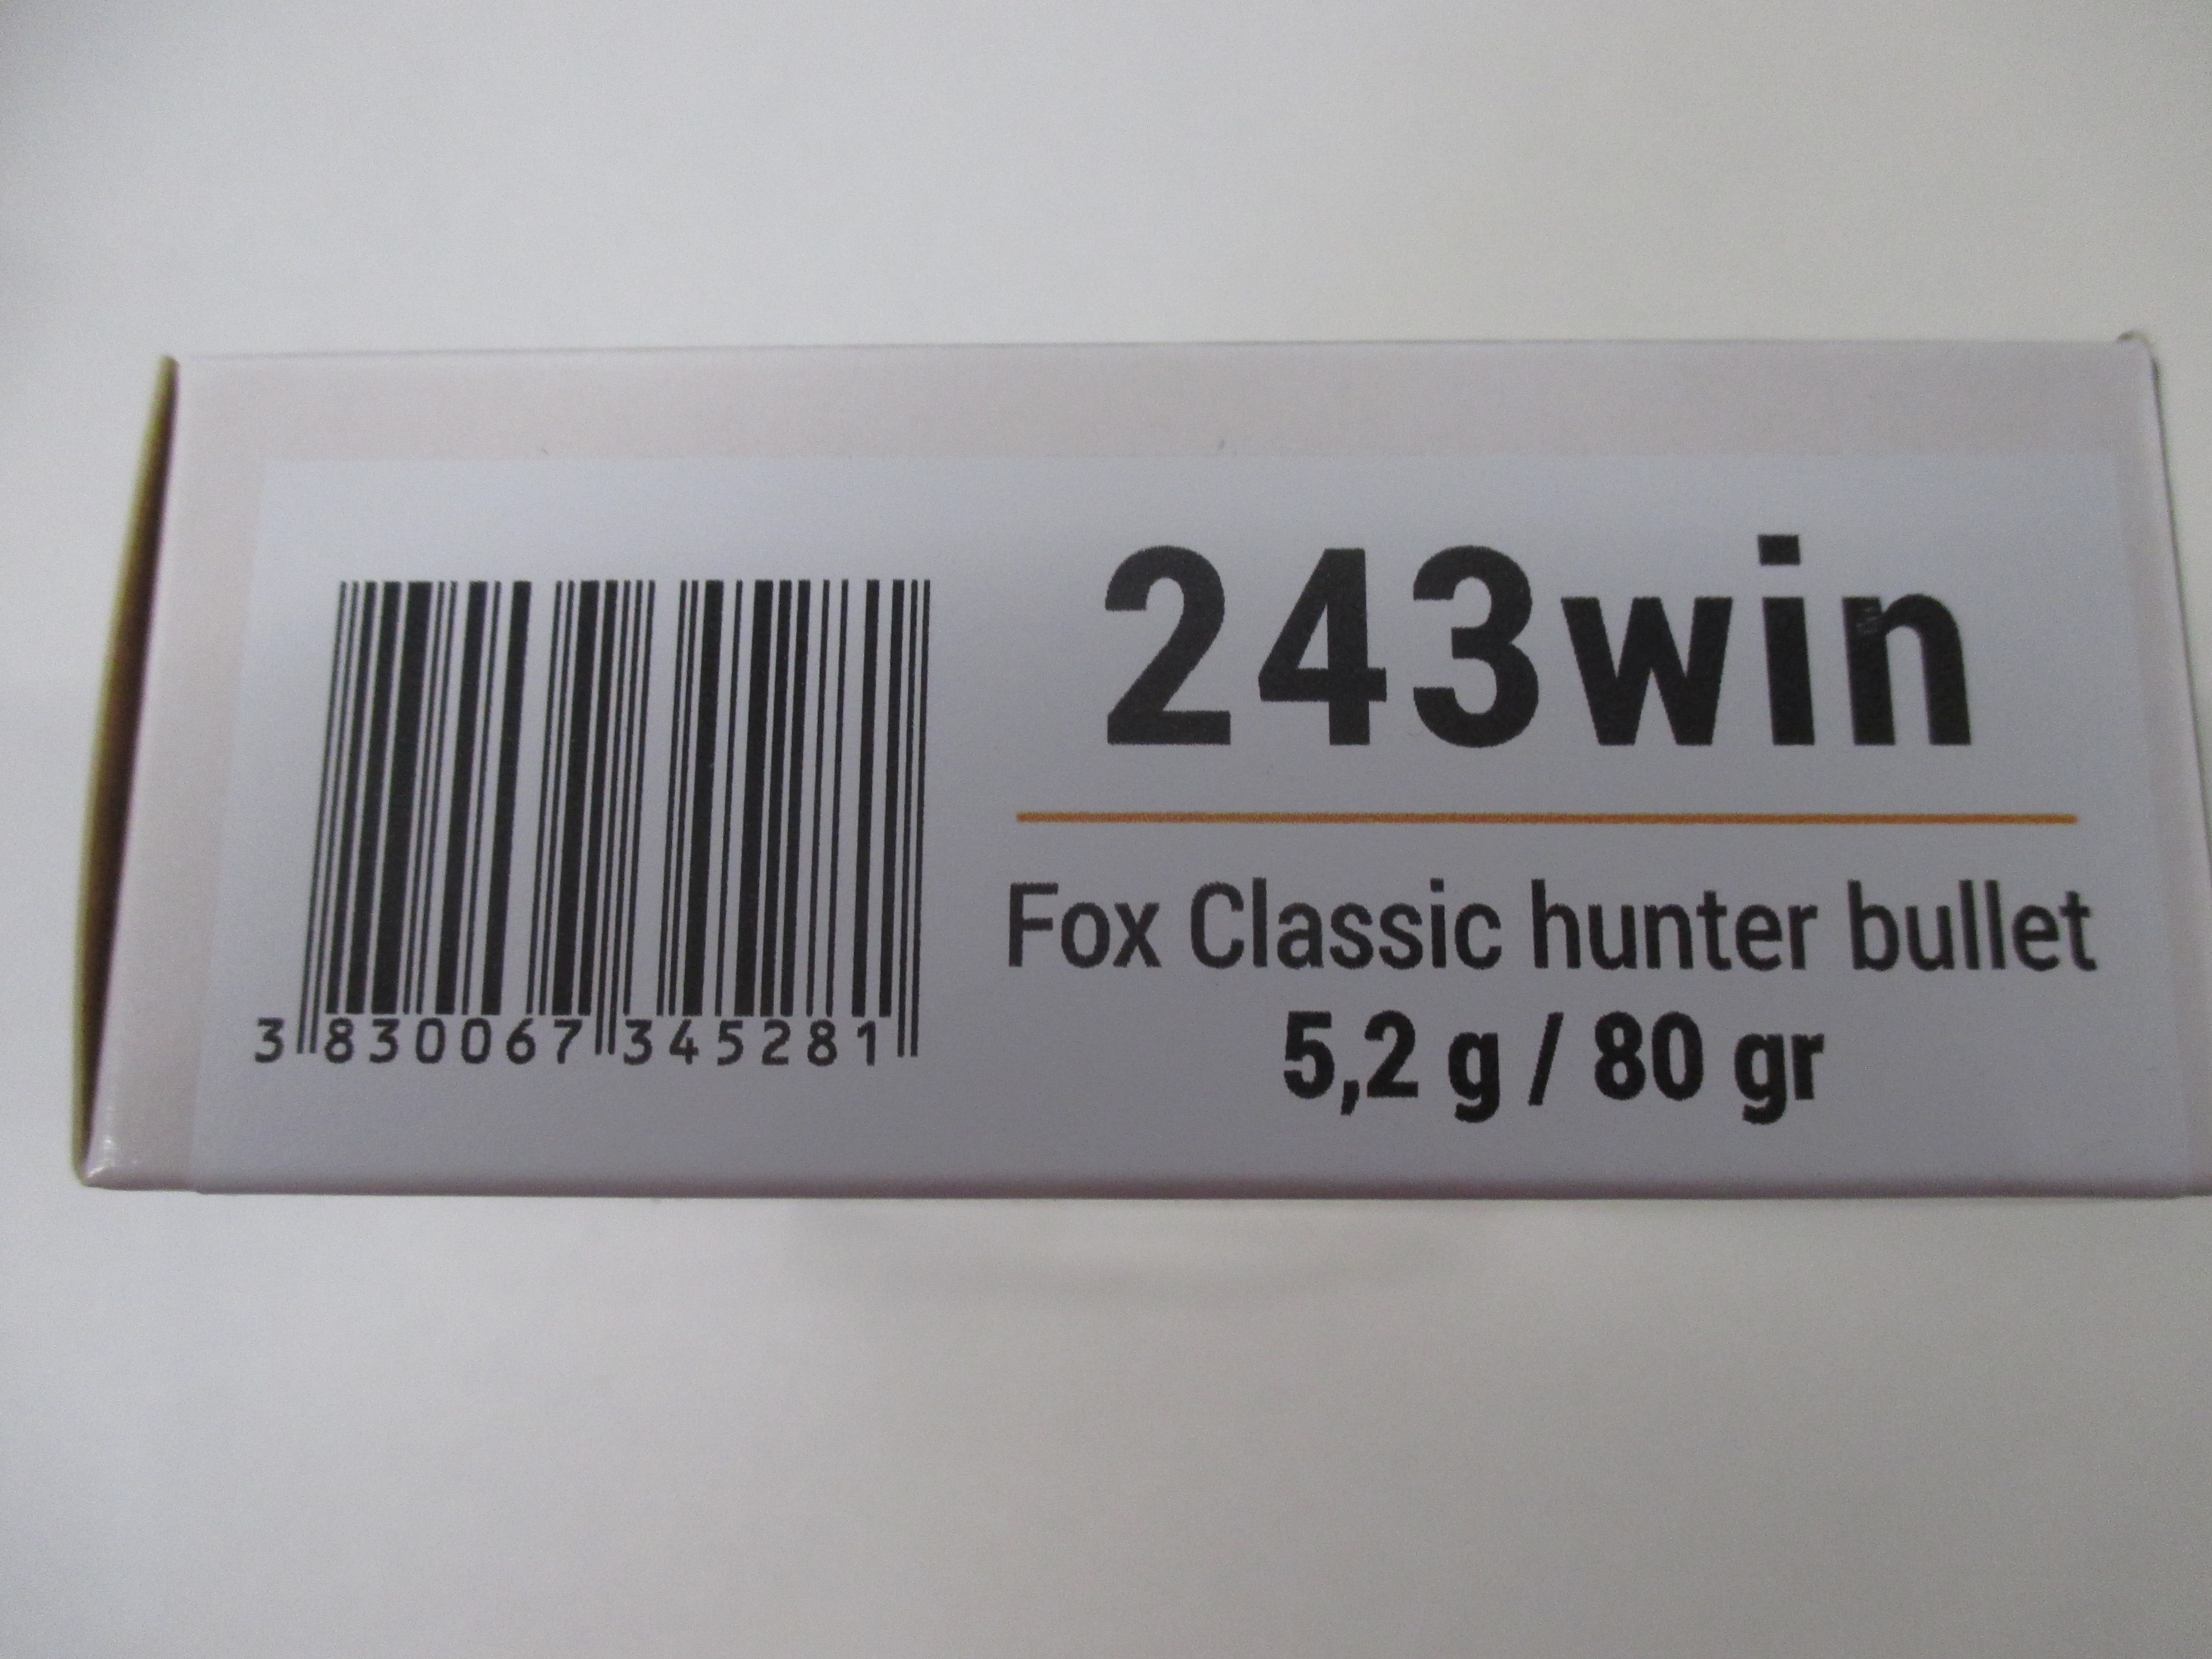 243win
Fox Classic hunter bullet
5,2 g / 80 gr
3 830067 345281